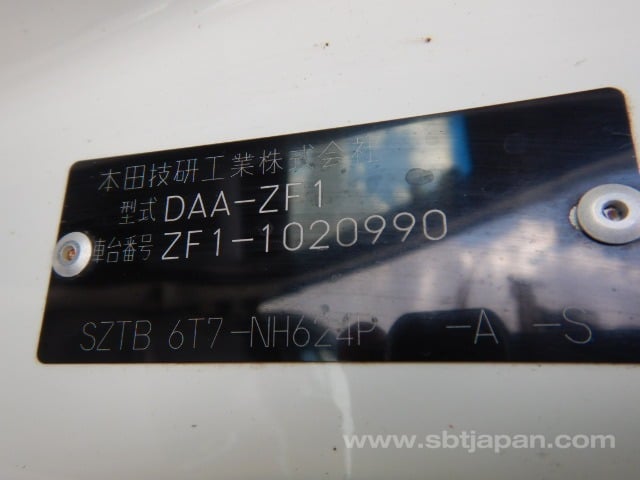 本田技研工業株式会社
型式 DAA-ZF1
車台番号 ZF1-1020990
SZTB 6T7-NH624P -A -S
www.sbtjapan.com